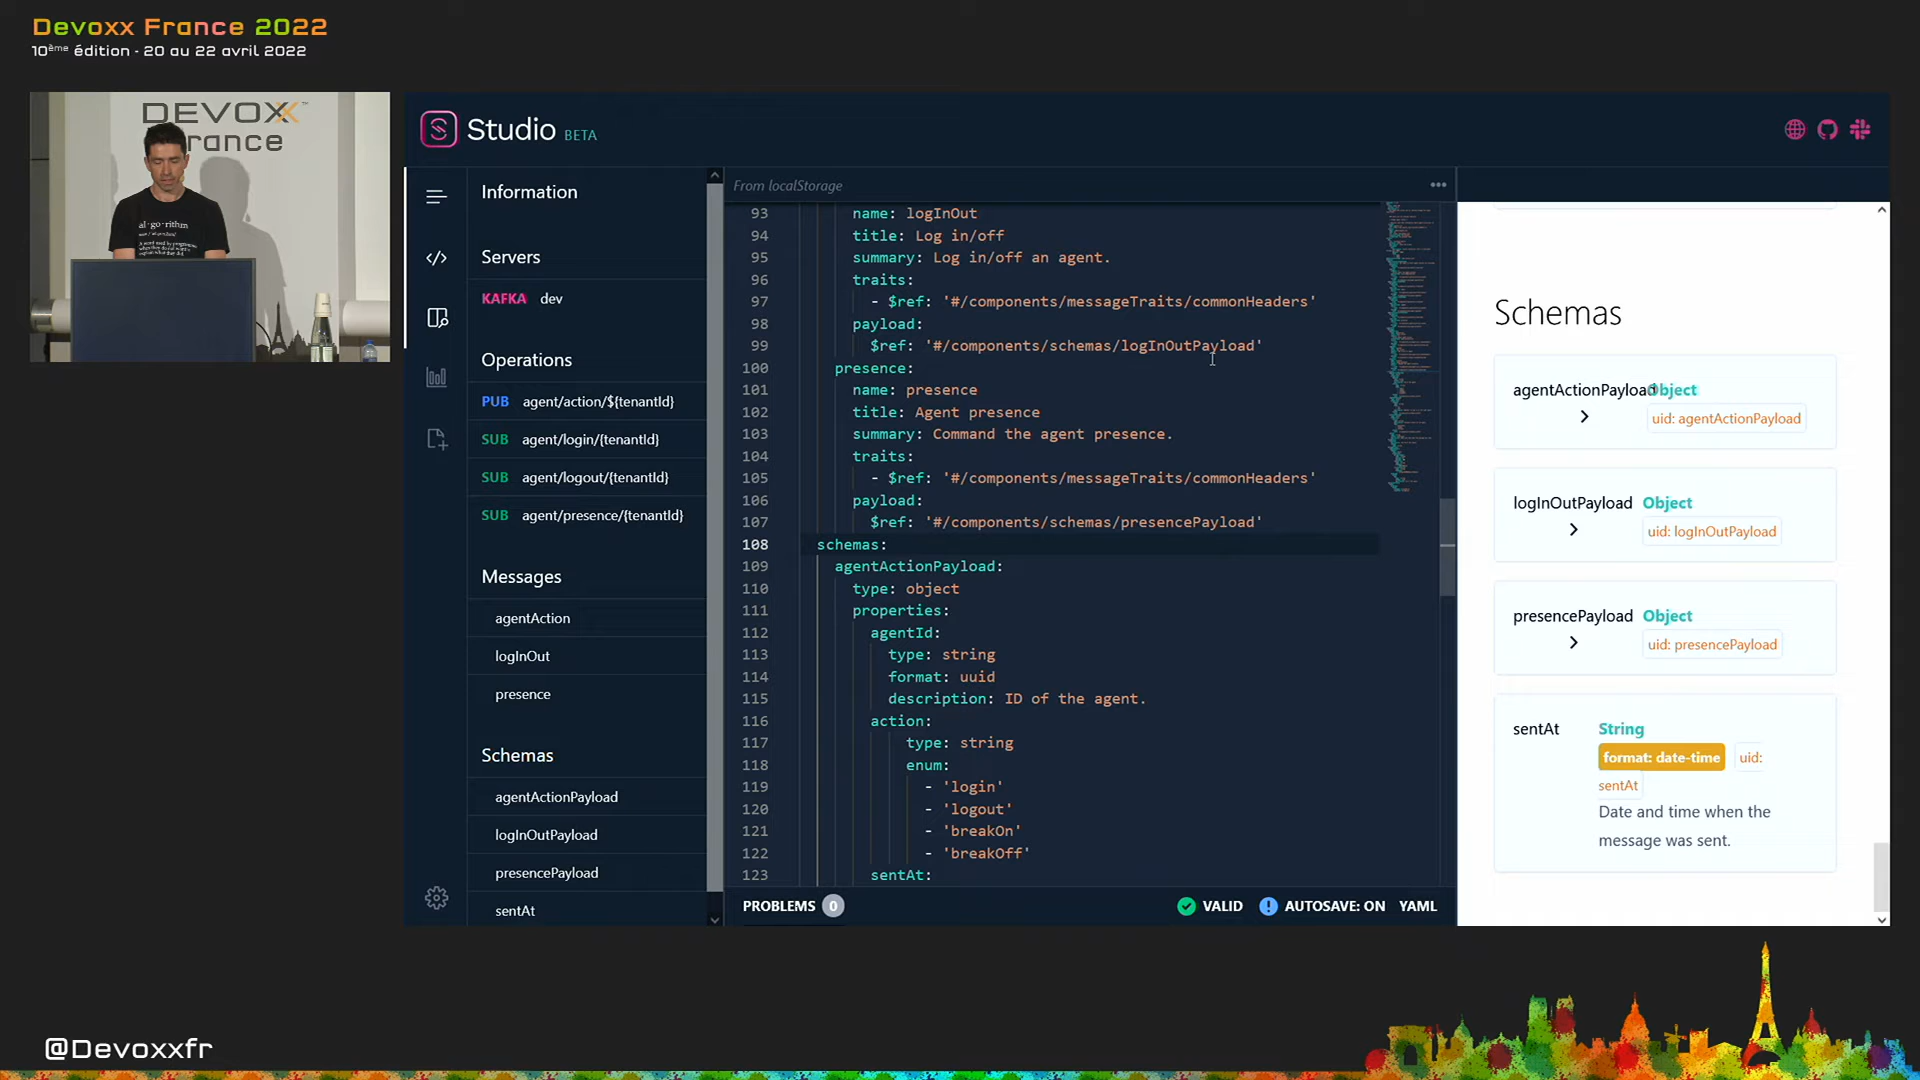 Devoxx France 2022
10ème édition - 20 au 22 avril 2022
DEVOXX™
France
al·go·rithm
Studio BETA
Information
Servers
KAFKA dev
Operations
PUB agent/action/${tenantId}
SUB agent/login/{tenantId}
SUB agent/logout/{tenantId}
SUB agent/presence/{tenantId}
Messages
agentAction
logInOut
presence
Schemas
agentActionPayload
logInOutPayload
presencePayload
sentAt
From localStorage
93 name: logInOut
94 title: Log in/off
95 summary: Log in/off an agent.
96 traits:
97 - $ref: '#/components/messageTraits/commonHeaders'
98 payload:
99 $ref: '#/components/schemas/logInOutPayload'
100 presence:
101 name: presence
102 title: Agent presence
103 summary: Command the agent presence.
104 traits:
105 - $ref: '#/components/messageTraits/commonHeaders'
106 payload:
107 $ref: '#/components/schemas/presencePayload'
108 schemas:
109 agentActionPayload:
110 type: object
111 properties:
112 agentId:
113 type: string
114 format: uuid
115 description: ID of the agent.
116 action:
117 type: string
118 enum:
119 - 'login'
120 - 'logout'
121 - 'breakOn'
122 - 'breakOff'
123 sentAt:
PROBLEMS 0
VALID
AUTOSAVE: ON
YAML
Schemas
agentActionPayload Object
uid: agentActionPayload
logInOutPayload Object
uid: logInOutPayload
presencePayload Object
uid: presencePayload
sentAt String
format: date-time uid:
sentAt
Date and time when the
message was sent.
@Devoxxfr